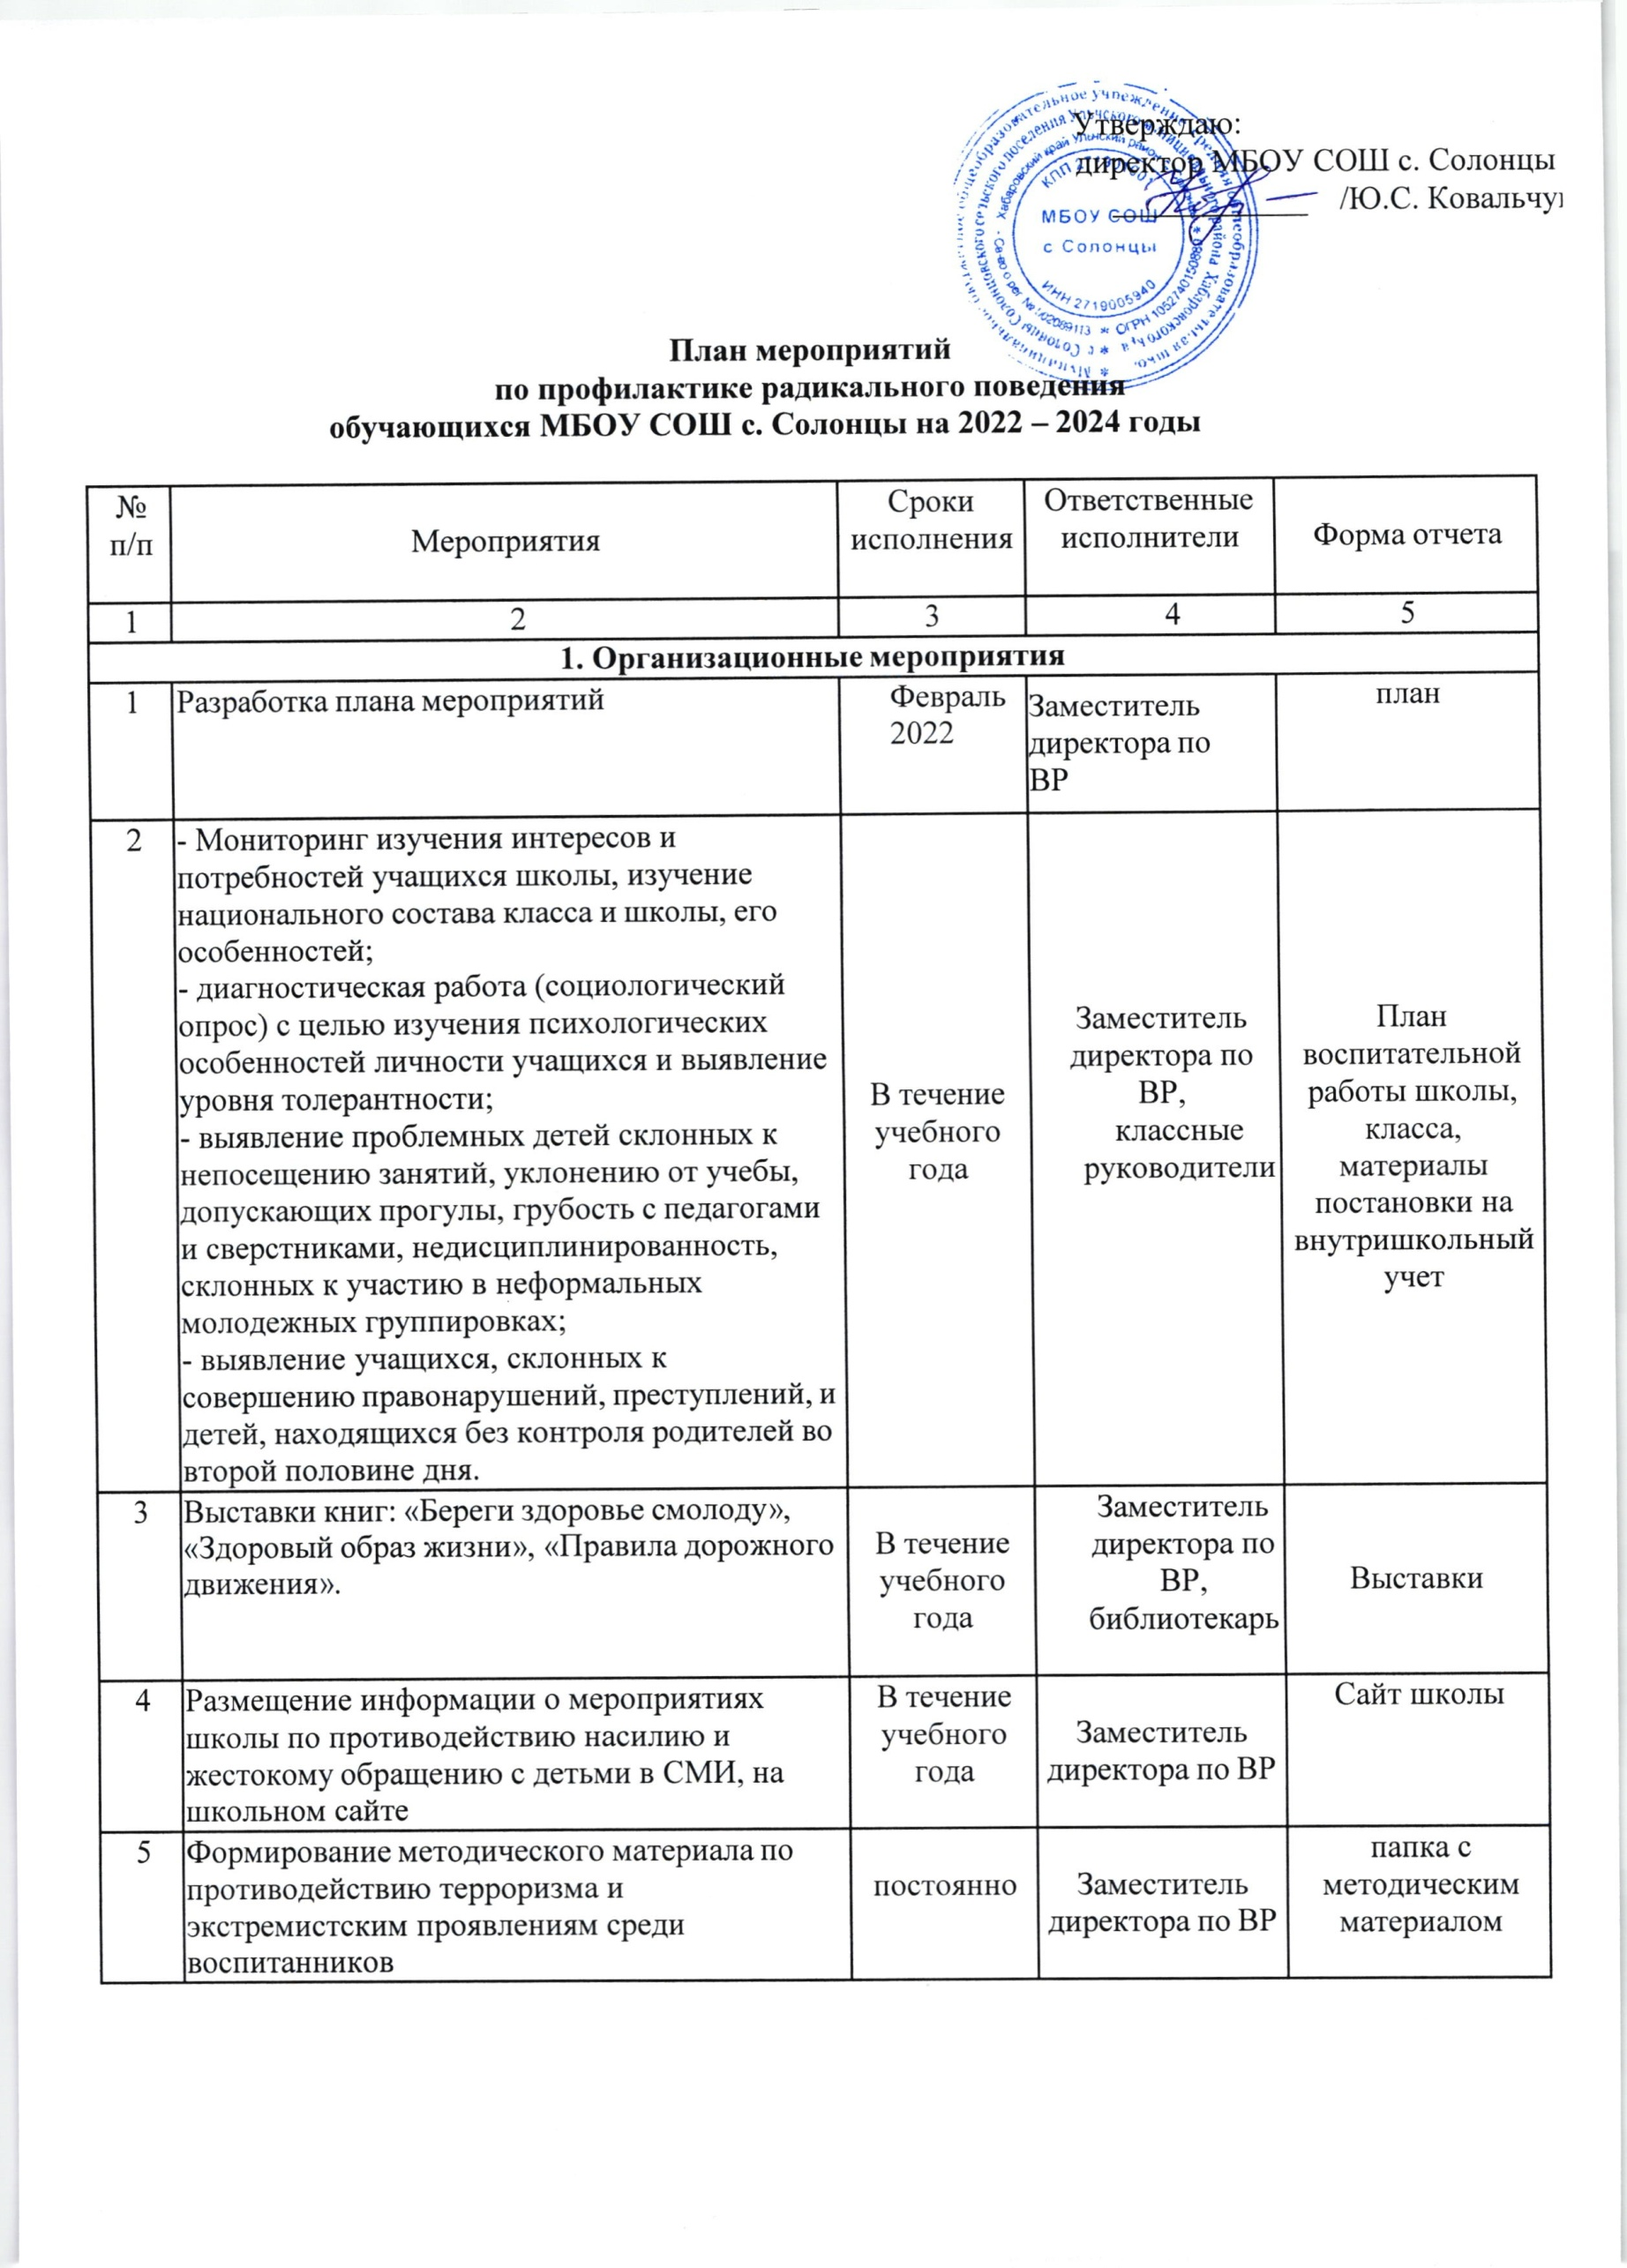 Утверждаю:
директор МБОУ СОШ с. Солонцы
/Ю.С. Ковальчу
МБОУ СОШ
с Солонцы
ИНН 2719005940
ОГРН 1052740150880
План мероприятий
по профилактике радикального поведения
обучающихся МБОУ СОШ с. Солонцы на 2022 – 2024 годы
№
п/п
Мероприятия
Сроки
исполнения
Ответственные
исполнители
Форма отчета
1
2
3
4
5
1. Организационные мероприятия
1
Разработка плана мероприятий
Февраль
2022
Заместитель
директора по
ВР
план
2
- Мониторинг изучения интересов и
потребностей учащихся школы, изучение
национального состава класса и школы, его
особенностей;
- диагностическая работа (социологический
опрос) с целью изучения психологических
особенностей личности учащихся и выявление
уровня толерантности;
- выявление проблемных детей склонных к
непосещению занятий, уклонению от учебы,
допускающих прогулы, грубость с педагогами
и сверстниками, недисциплинированность,
склонных к участию в неформальных
молодежных группировках;
- выявление учащихся, склонных к
совершению правонарушений, преступлений, и
детей, находящихся без контроля родителей во
второй половине дня.
В течение
учебного
года
Заместитель
директора по
ВР,
классные
руководители
План
воспитательной
работы школы,
класса,
материалы
постановки на
внутришкольный
учет
3
Выставки книг: «Береги здоровье смолоду»,
«Здоровый образ жизни», «Правила дорожного
движения».
В течение
учебного
года
Заместитель
директора по
ВР,
библиотекарь
Выставки
4
Размещение информации о мероприятиях
школы по противодействию насилию и
жестокому обращению с детьми в СМИ, на
школьном сайте
В течение
учебного
года
Заместитель
директора по ВР
Сайт школы
5
Формирование методического материала по
противодействию терроризма и
экстремистским проявлениям среди
воспитанников
постоянно
Заместитель
директора по ВР
папка с
методическим
материалом